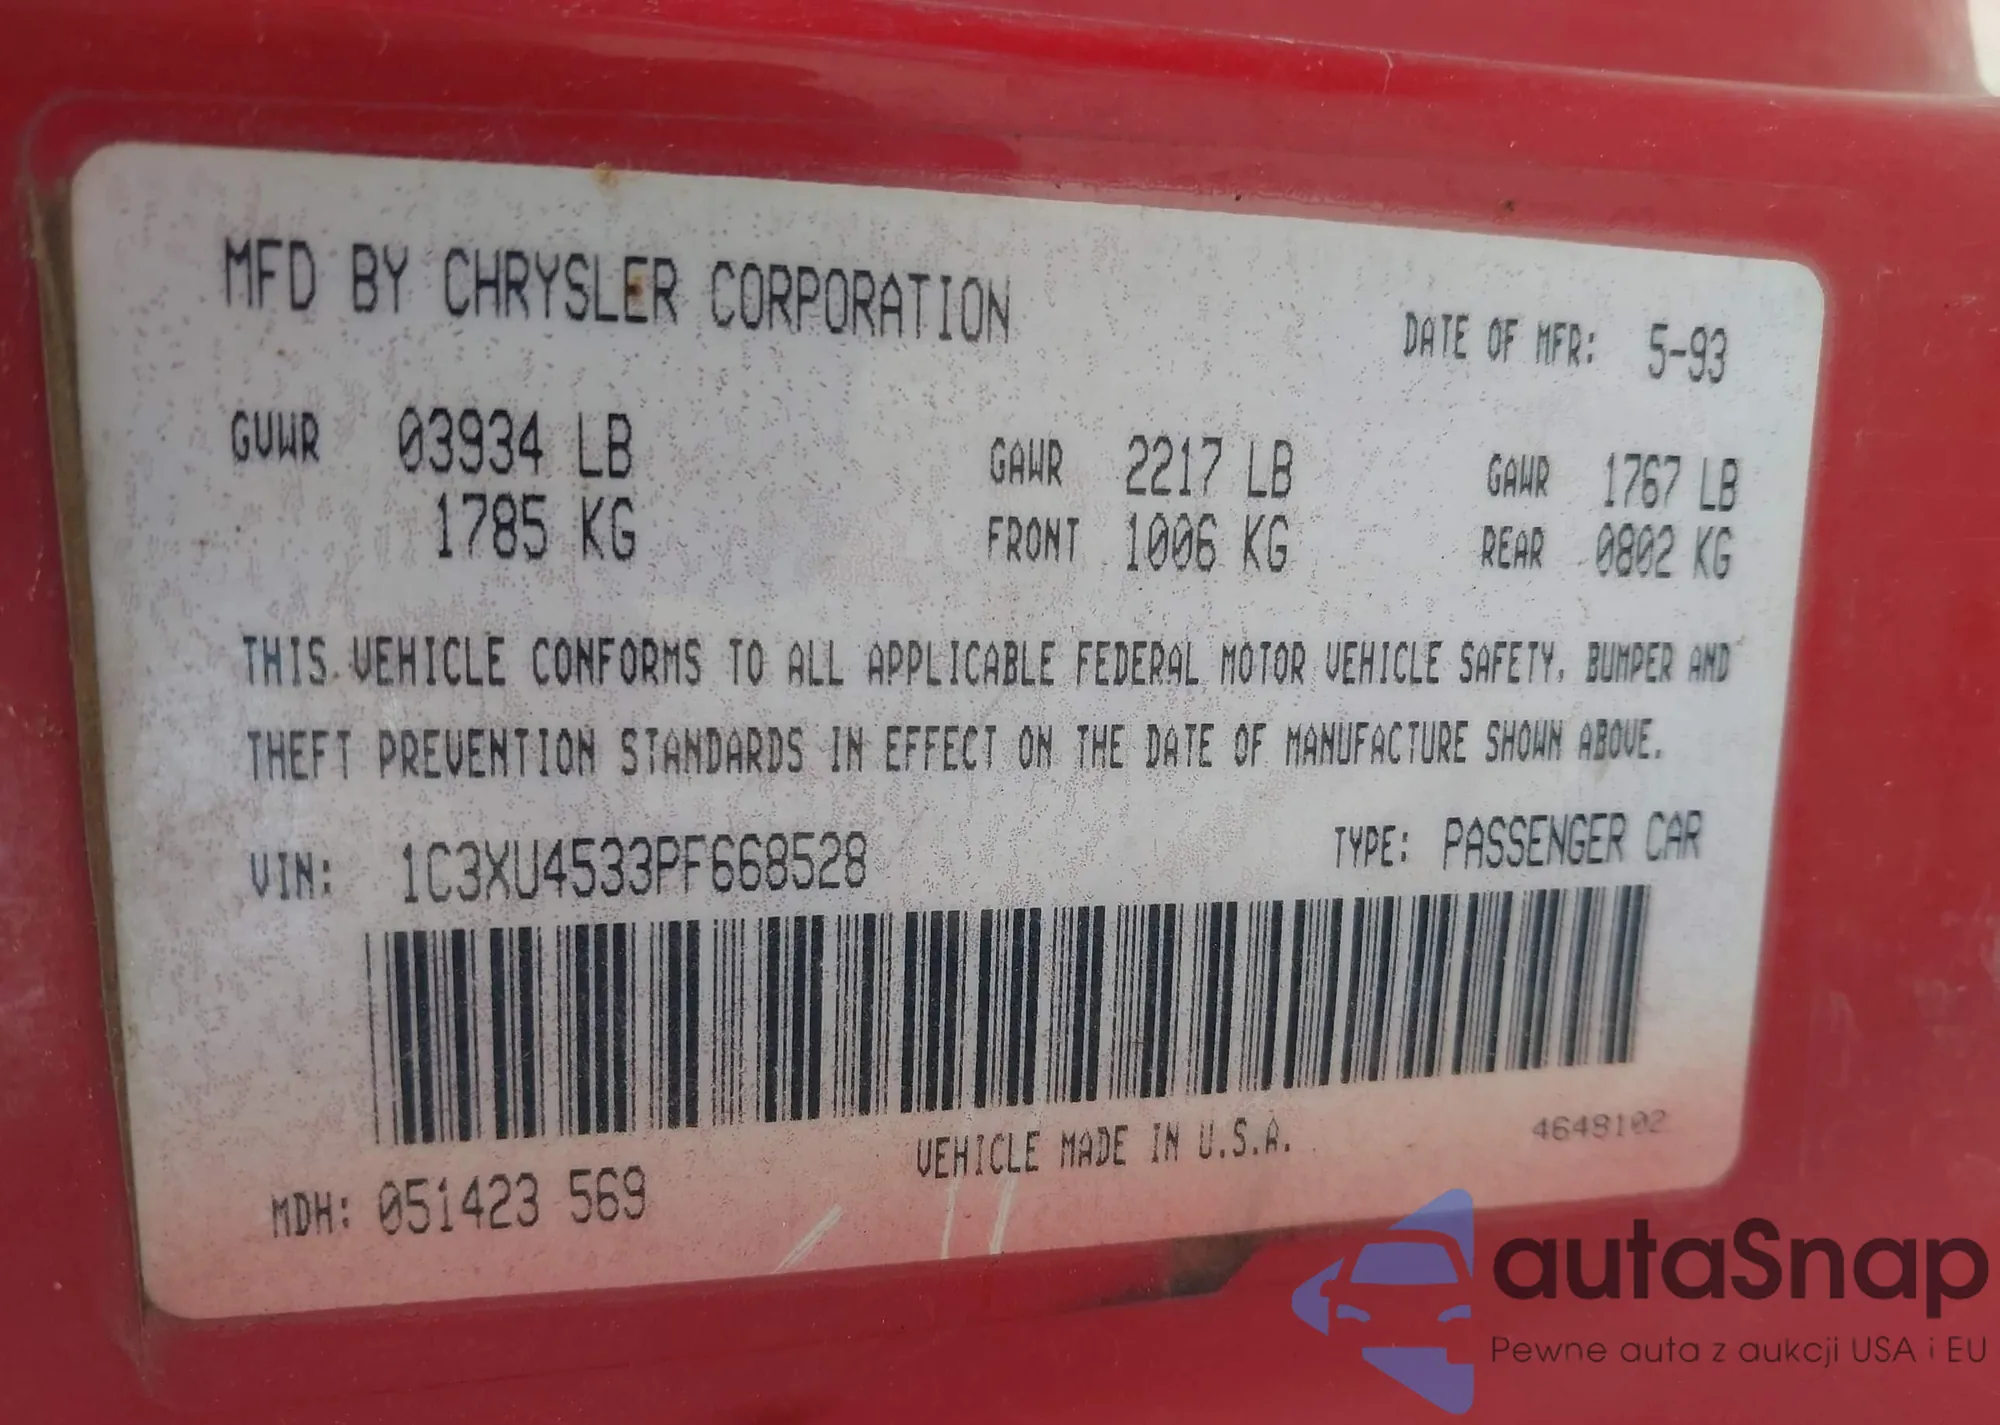 MFD BY CHRYSLER CORPORATION
DATE OF MFR: 5-93
GVWR 03934 LB GAWR 2217 LB GAWR 1767 LB
1785 KG FRONT 1006 KG REAR 0802 KG
THIS VEHICLE CONFORMS TO ALL APPLICABLE FEDERAL MOTOR VEHICLE SAFETY, BUMPER AND
THEFT PREVENTION STANDARDS IN EFFECT ON THE DATE OF MANUFACTURE SHOWN ABOVE.
VIN: 1C3XU4533PF668528 TYPE: PASSENGER CAR
VEHICLE MADE IN U.S.A. 4648102
MDH: 051423 569
autaSnap
Pewne auta z aukcji USA i EU